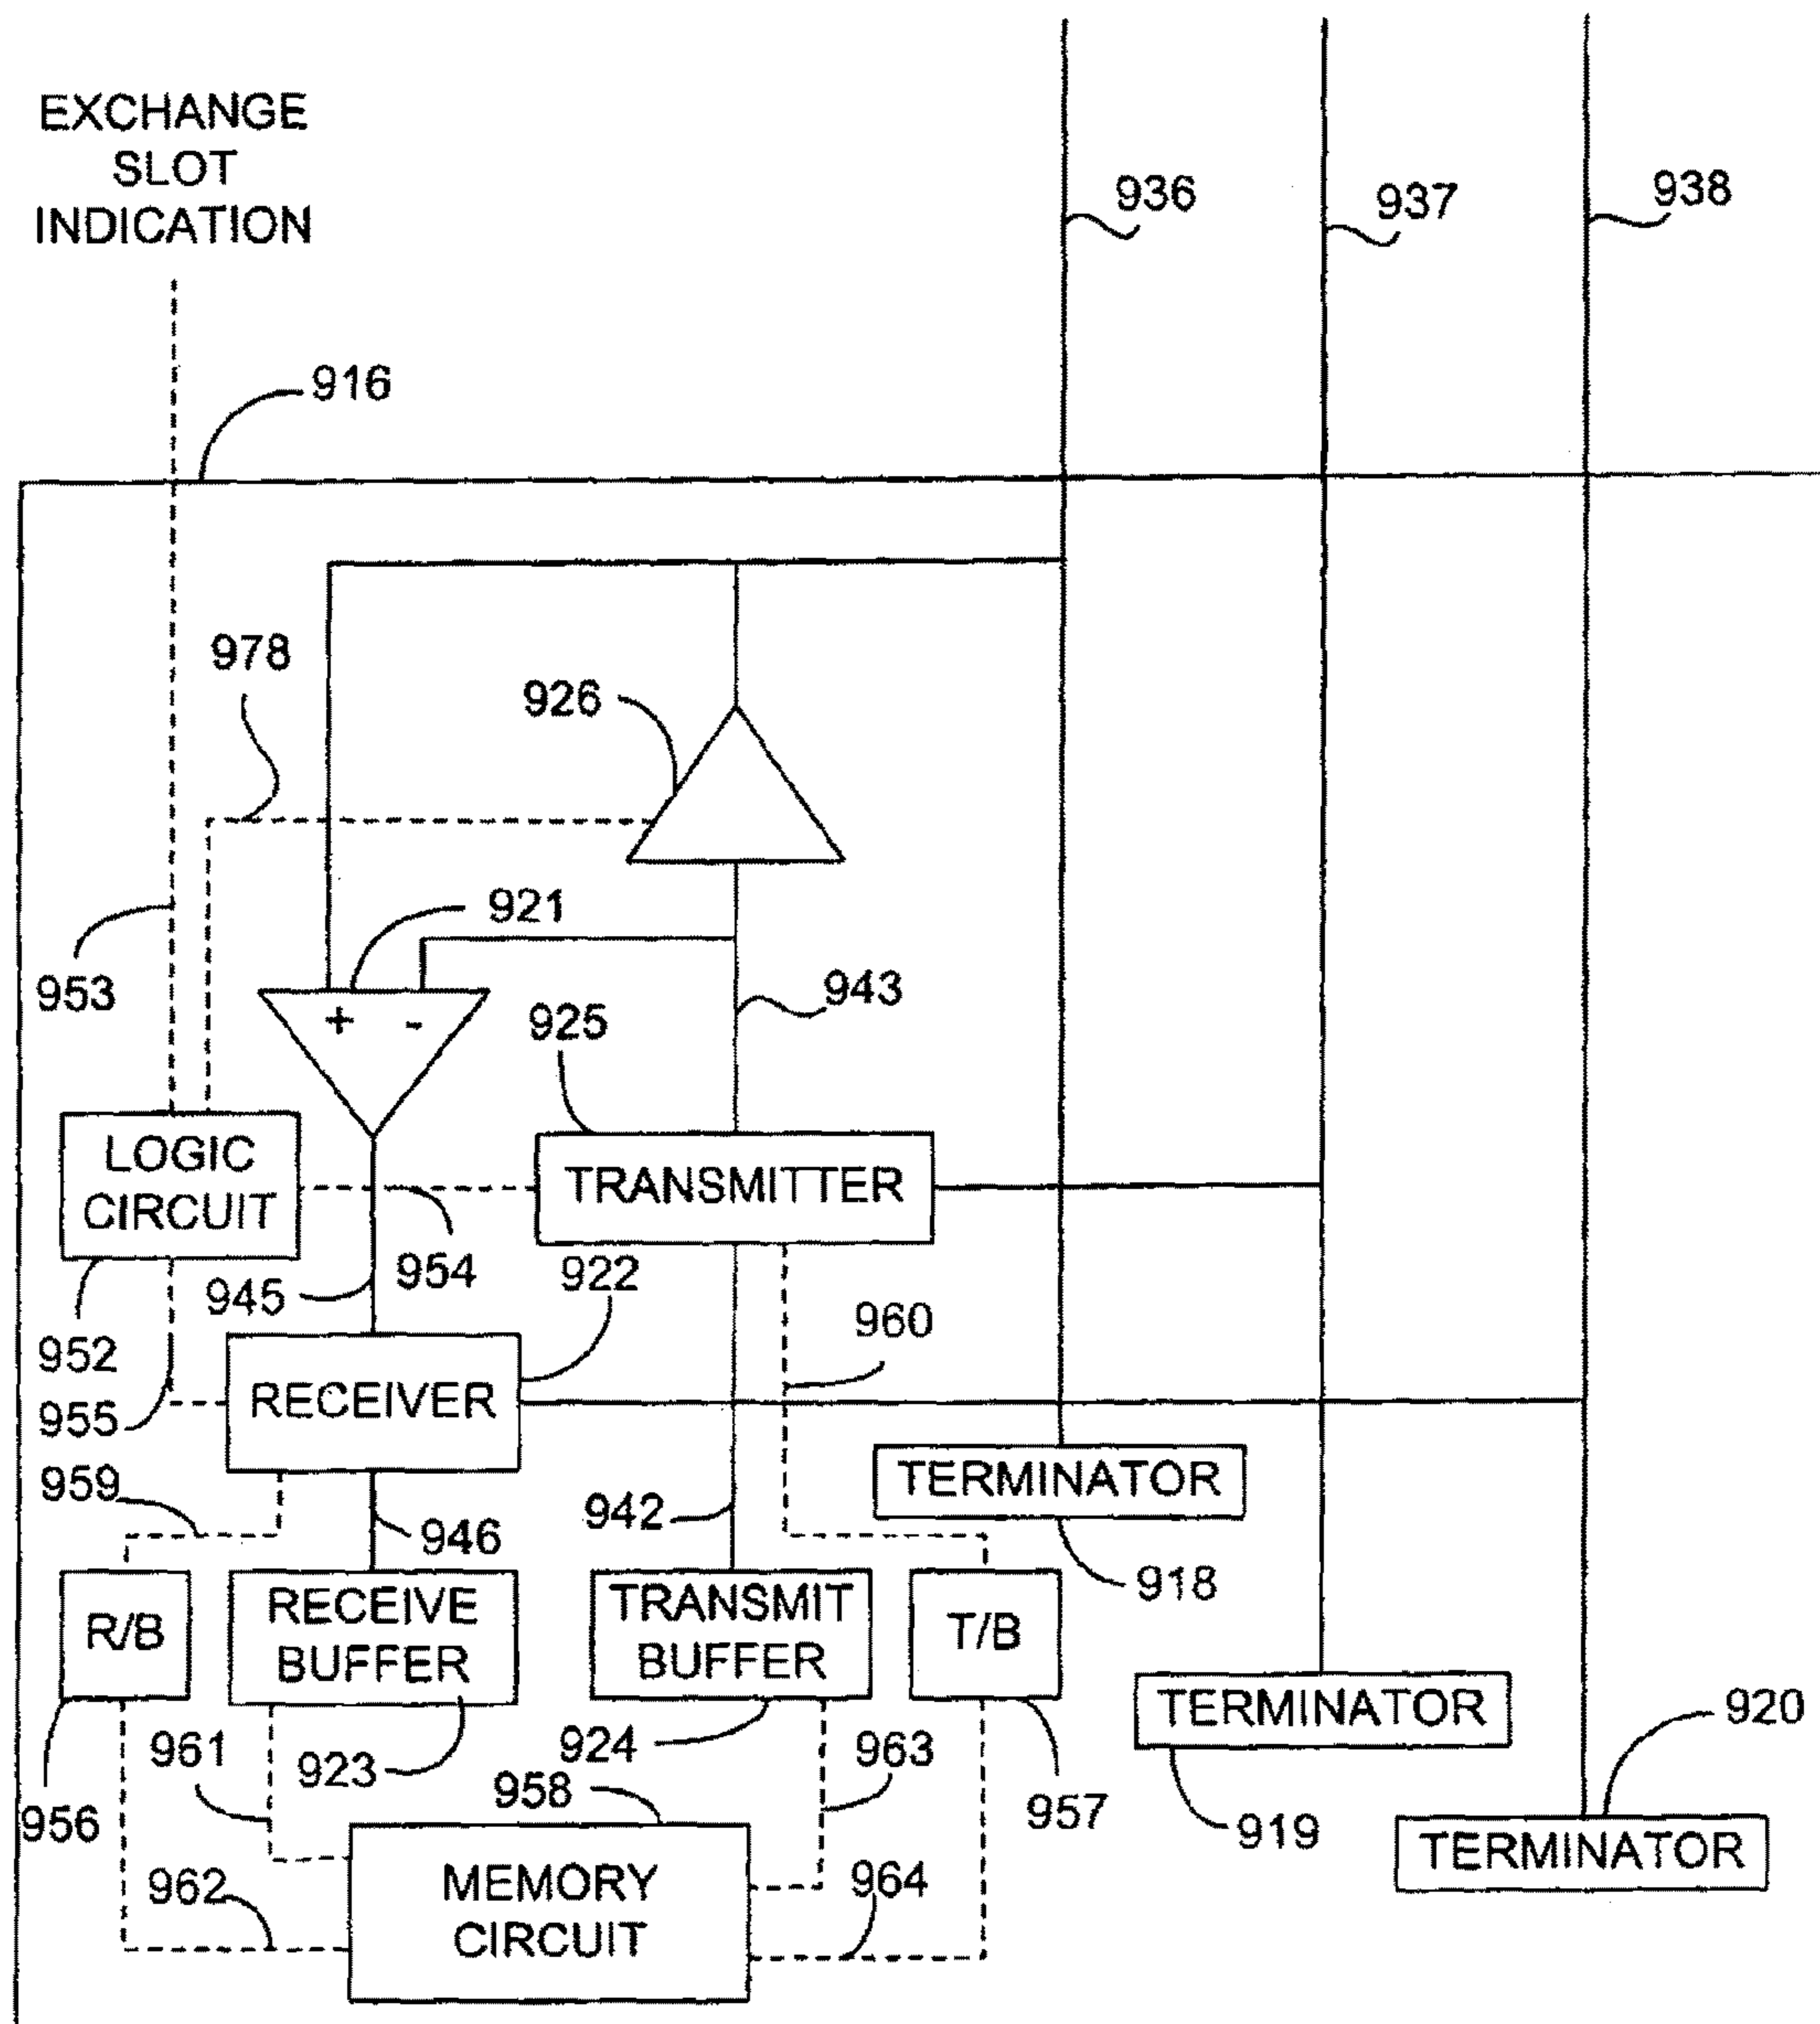 EXCHANGE
SLOT
INDICATION
936
937
938
916
978
926
921
953
943
925
+ -
LOGIC
CIRCUIT
TRANSMITTER
954
922
945
952
960
955
RECEIVER
959
TERMINATOR
946
942
918
R/B
RECEIVE
BUFFER
TRANSMIT
BUFFER
T/B
TERMINATOR
920
961
923
924
963
958
956
957
919
TERMINATOR
962
964
MEMORY
CIRCUIT